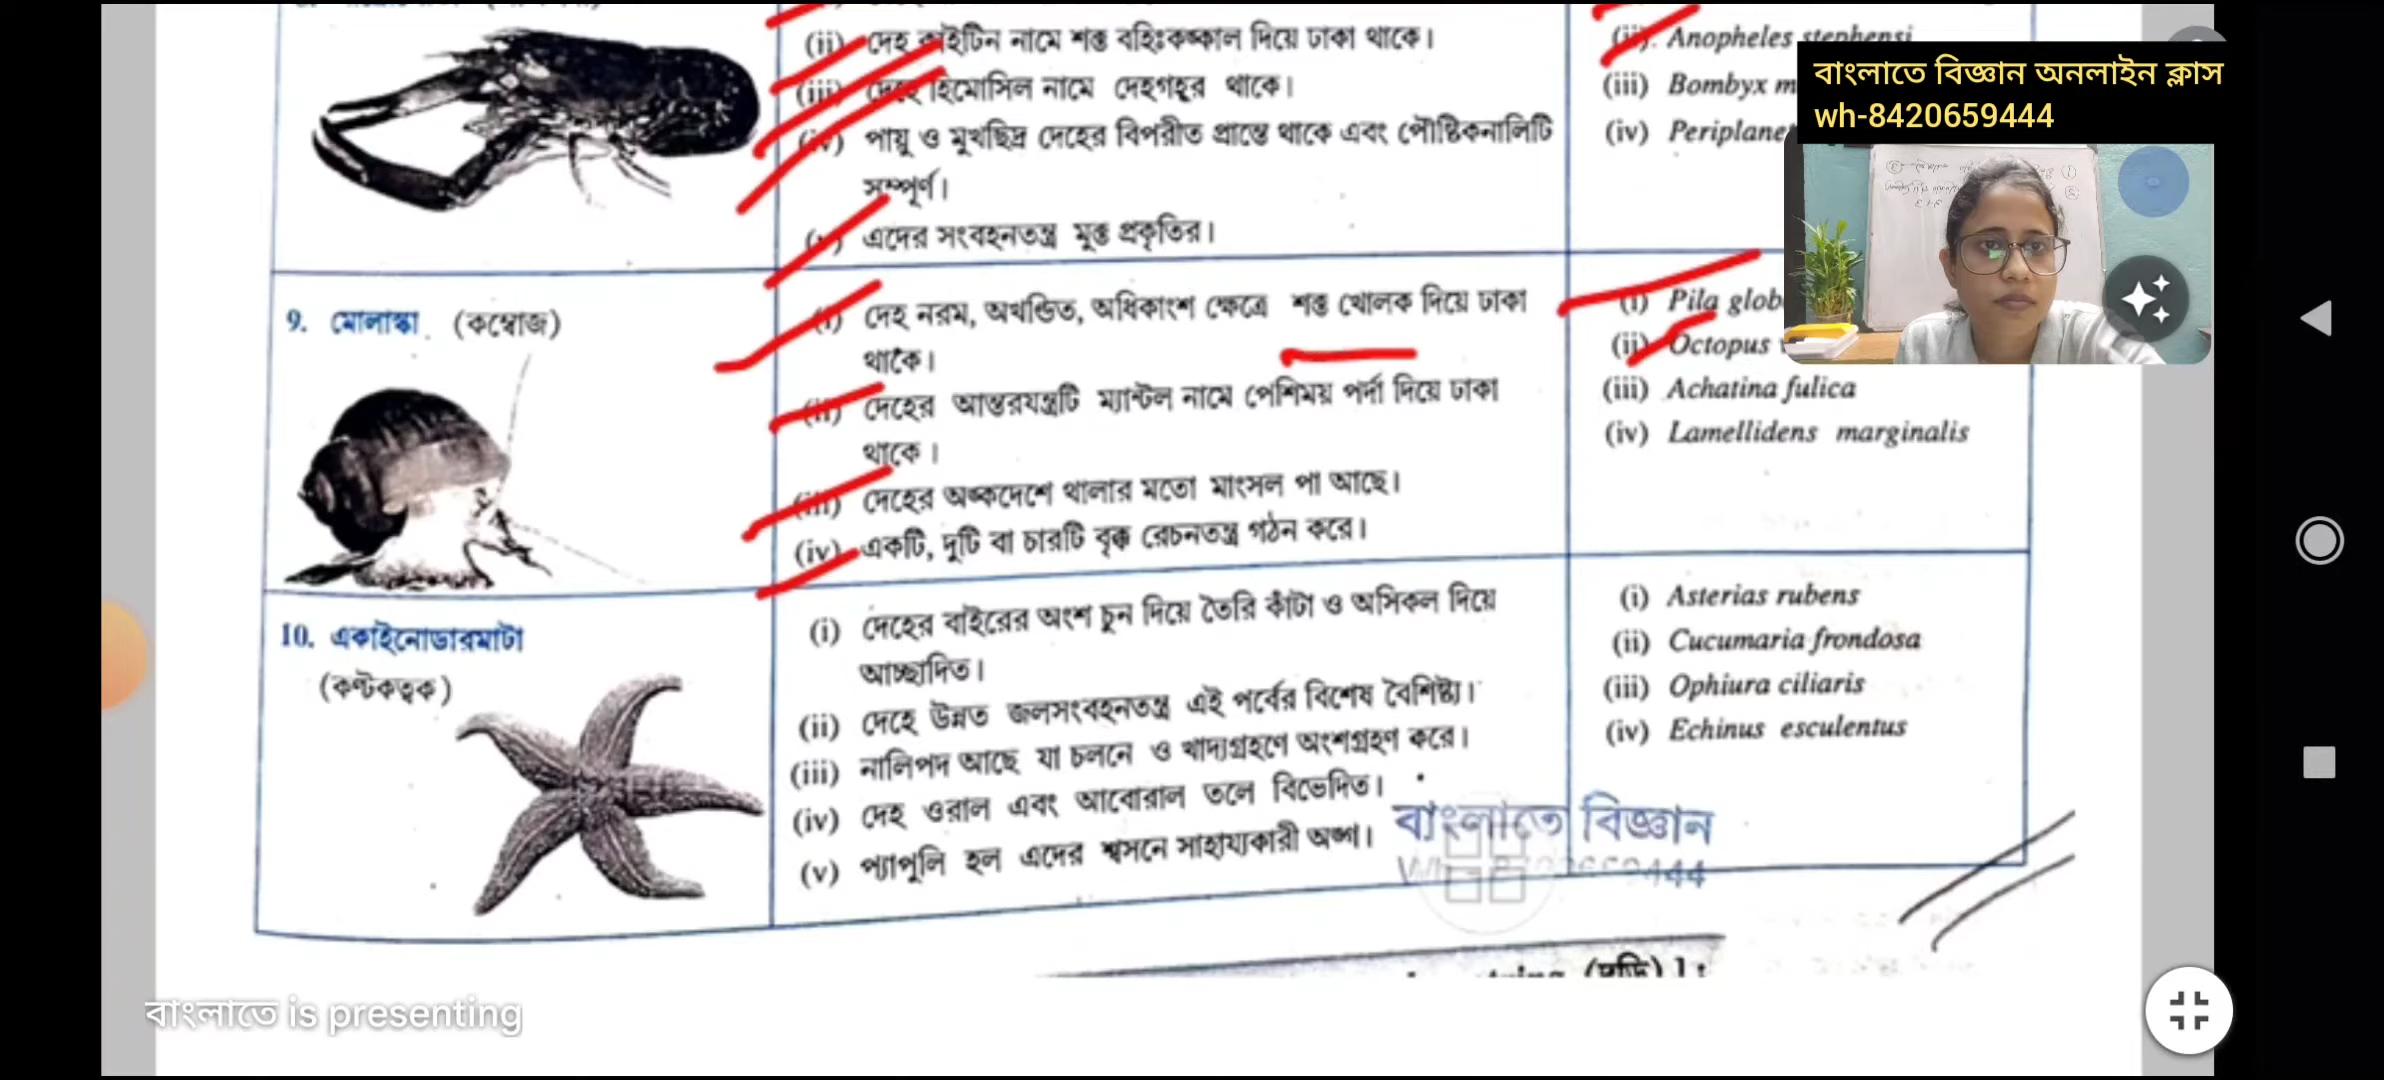 (ii) দেহ কাইটিন নামে শক্ত বহিঃকঙ্কাল দিয়ে ঢাকা থাকে।
(iii) দেহে হিমোসিল নামে দেহগহ্বর থাকে।
(iv) পায়ু ও মুখছিদ্র দেহের বিপরীত প্রান্তে থাকে এবং পৌষ্টিকনালিটি
সম্পূর্ণ।
(v) এদের সংবহনতন্ত্র মুক্ত প্রকৃতির।
(ii). Anopheles stephensi
(iii) Bombyx m
(iv) Periplane
বাংলাতে বিজ্ঞান অনলাইন ক্লাস
wh-8420659444
9. মোলাস্কা (কম্বোজ)
(i) দেহ নরম, অখন্ডিত, অধিকাংশ ক্ষেত্রে শক্ত খোলক দিয়ে ঢাকা
থাকে।
(ii) দেহের আন্তরযন্ত্রটি ম্যান্টল নামে পেশিময় পর্দা দিয়ে ঢাকা
থাকে।
(iii) দেহের অঙ্কদেশে থালার মতো মাংসল পা আছে।
(iv) একটি, দুটি বা চারটি বৃক্ক রেচনতন্ত্র গঠন করে।
(i) Pila glob
(ii) Octopus
(iii) Achatina fulica
(iv) Lamellidens marginalis
10. একাইনোডারমাটা
(কণ্টকত্বক)
(i) দেহের বাইরের অংশ চুন দিয়ে তৈরি কাঁটা ও অসিকল দিয়ে
আচ্ছাদিত।
(ii) দেহে উন্নত জলসংবহনতন্ত্র এই পর্বের বিশেষ বৈশিষ্ট্য।
(iii) নালিপদ আছে যা চলনে ও খাদ্যগ্রহণে অংশগ্রহণ করে।
(iv) দেহ ওরাল এবং আবোরাল তলে বিভেদিত।
(v) প্যাপুলি হল এদের শ্বসনে সাহায্যকারী অঙ্গ।
(i) Asterias rubens
(ii) Cucumaria frondosa
(iii) Ophiura ciliaris
(iv) Echinus esculentus
বাংলাতে বিজ্ঞান
(দড়ি) ] :
বাংলাতে is presenting